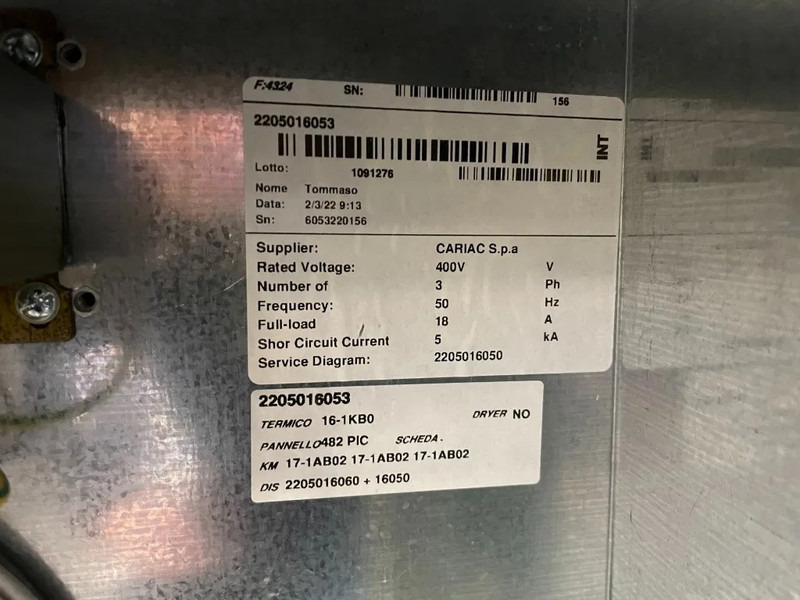 F:4324 SN: 156
2205016053
INT
Lotto: 1091276
Nome Tommaso
Data: 2/3/22 9:13
Sn: 6053220156
Supplier: CARIAC S.p.a
Rated Voltage: 400V V
Number of 3 Ph
Frequency: 50 Hz
Full-load 18 A
Shor Circuit Current 5 kA
Service Diagram: 2205016050
2205016053
TERMICO 16-1KB0 DRYER NO
PANNELLO482 PIC SCHEDA.
KM 17-1AB02 17-1AB02 17-1AB02
DIS 2205016060 + 16050